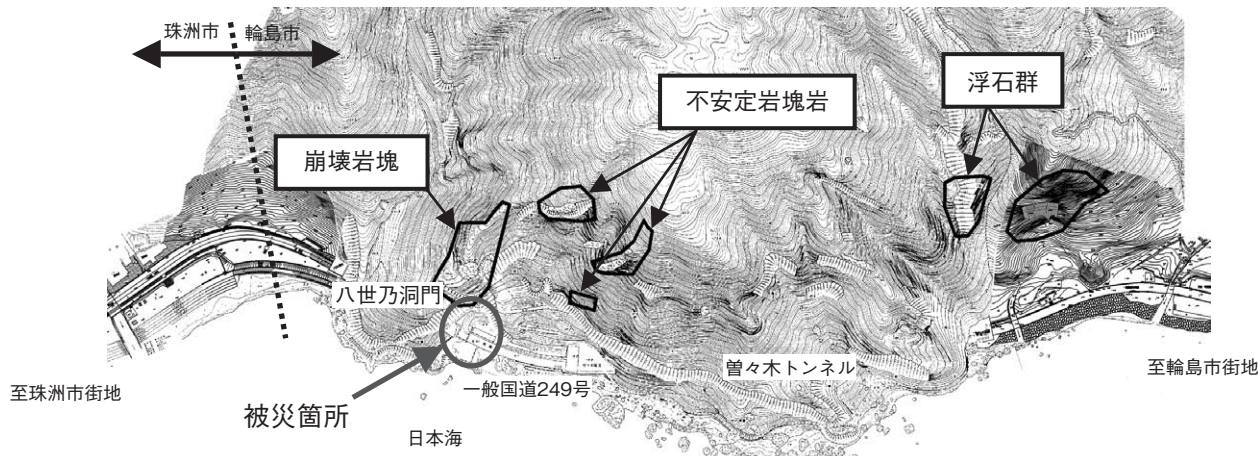 珠洲市 輪島市
浮石群
不安定岩塊岩
崩壊岩塊
八世乃洞門
曽々木トンネル
至輪島市街地
一般国道249号
至珠洲市街地
被災箇所
日本海